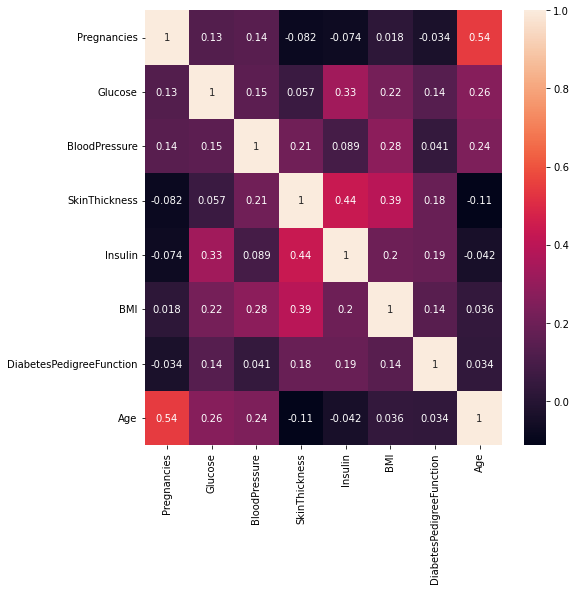 Pregnancies 1 0.13 0.14 -0.082 -0.074 0.018 -0.034 0.54
Glucose 0.13 1 0.15 0.057 0.33 0.22 0.14 0.26
BloodPressure 0.14 0.15 1 0.21 0.089 0.28 0.041 0.24
SkinThickness -0.082 0.057 0.21 1 0.44 0.39 0.18 -0.11
Insulin -0.074 0.33 0.089 0.44 1 0.2 0.19 -0.042
BMI 0.018 0.22 0.28 0.39 0.2 1 0.14 0.036
DiabetesPedigreeFunction -0.034 0.14 0.041 0.18 0.19 0.14 1 0.034
Age 0.54 0.26 0.24 -0.11 -0.042 0.036 0.034 1
Pregnancies
Glucose
BloodPressure
SkinThickness
Insulin
BMI
DiabetesPedigreeFunction
Age
1.0
0.8
0.6
0.4
0.2
0.0